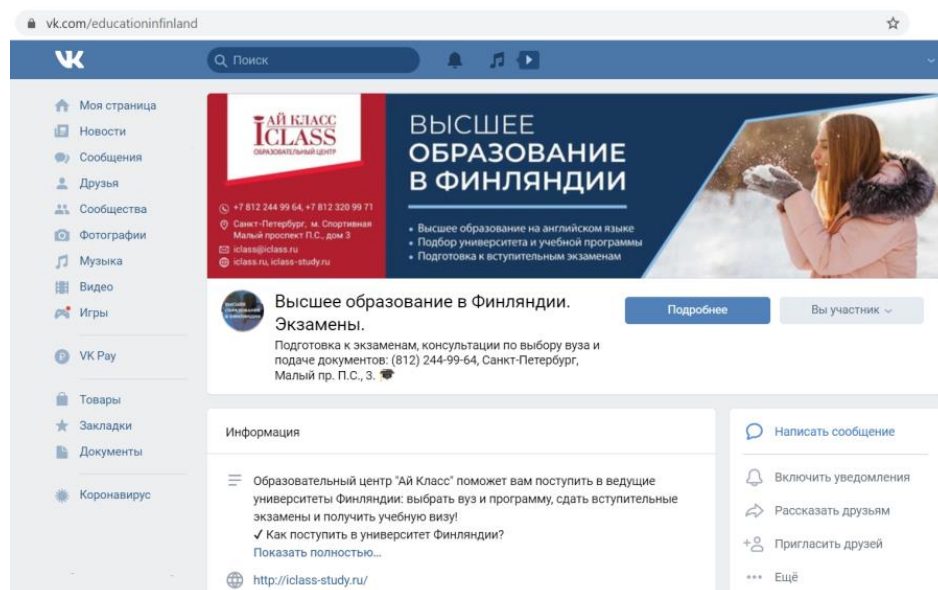 vk.com/educationinfinland
Поиск
Моя страница
Новости
Сообщения
Друзья
Сообщества
Фотографии
Музыка
Видео
Игры
VK Pay
Товары
Закладки
Документы
Коронавирус
АЙ КЛАСС
ICLASS
ОБРАЗОВАТЕЛЬНЫЙ ЦЕНТР
+7 812 244 99 64, +7 812 320 99 71
Санкт-Петербург, м. Спортивная
Малый проспект П.С., дом 3
iclass@iclass.ru
iclass.ru, iclass-study.ru
ВЫСШЕЕ
ОБРАЗОВАНИЕ
В ФИНЛЯНДИИ
• Высшее образование на английском языке
• Подбор университета и учебной программы
• Подготовка к вступительным экзаменам
Высшее образование в Финляндии.
Экзамены.
Подготовка к экзаменам, консультации по выбору вуза и
подаче документов: (812) 244-99-64, Санкт-Петербург,
Малый пр. П.С., 3. 🎓
Подробнее
Вы участник
Информация
Образовательный центр "Ай Класс" поможет вам поступить в ведущие
университеты Финляндии: выбрать вуз и программу, сдать вступительные
экзамены и получить учебную визу!
✓ Как поступить в университет Финляндии?
Показать полностью...
http://iclass-study.ru/
Написать сообщение
Включить уведомления
Рассказать друзьям
Пригласить друзей
Ещё